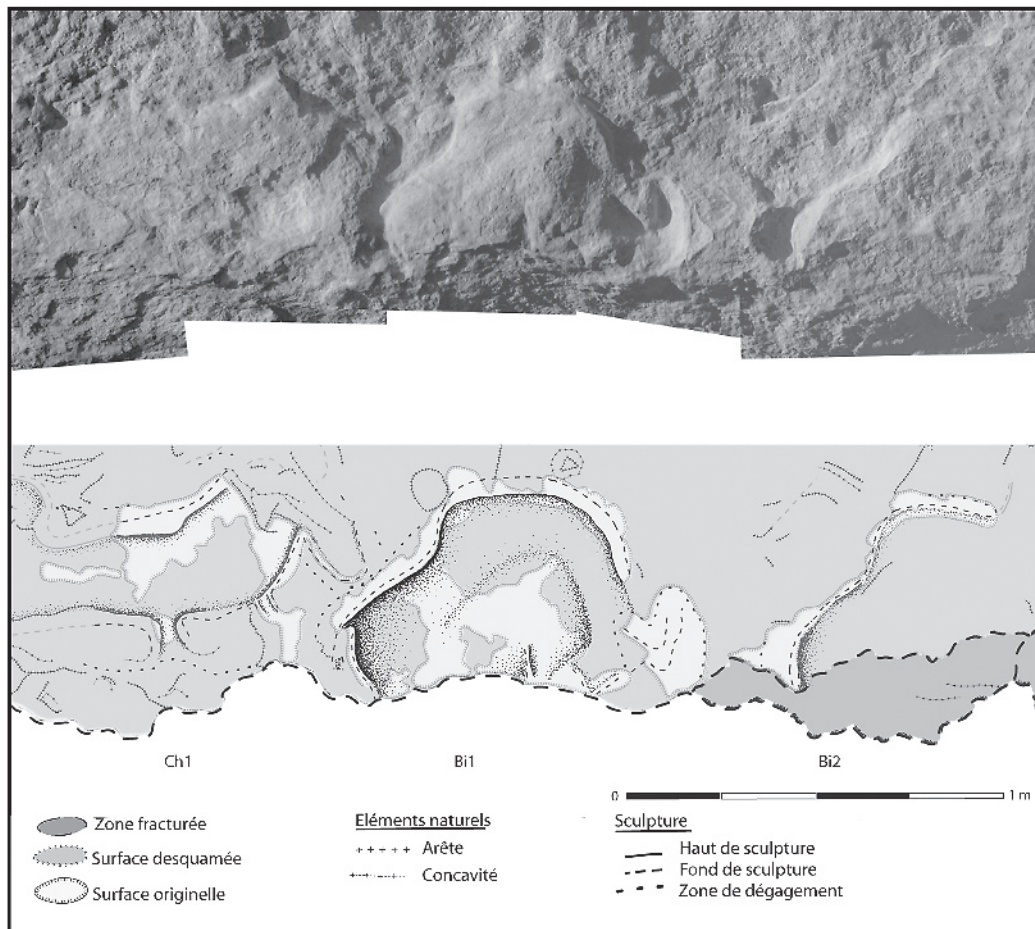 Ch1 Bi1 Bi2
0 1 m
Zone fracturée
Surface desquamée
Surface originelle
Eléments naturels
Arête
Concavité
Sculpture
Haut de sculpture
Fond de sculpture
Zone de dégagement